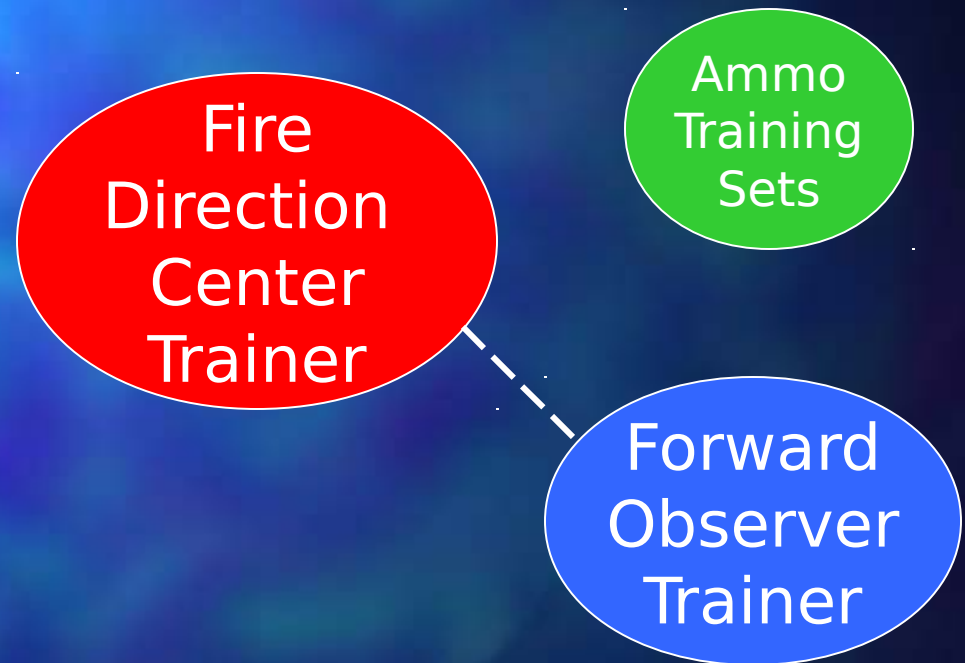 Fire
Direction
Center
Trainer
Ammo
Training
Sets
Forward
Observer
Trainer